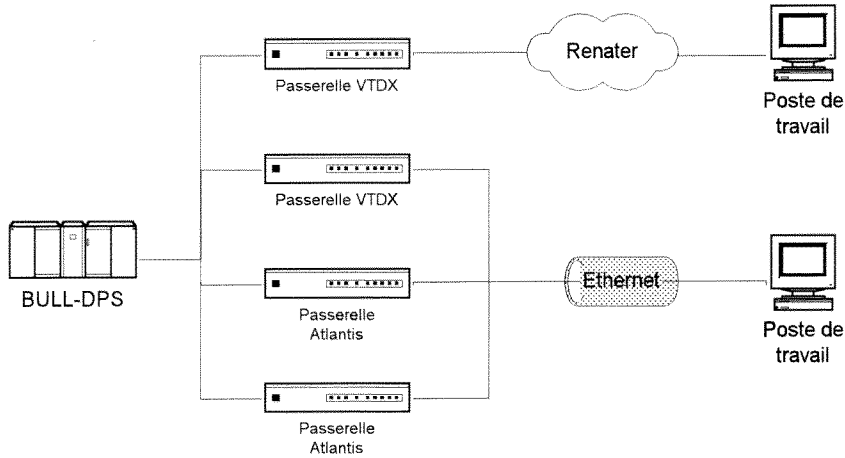 Renater
Passerelle VTDX
Poste de
travail
Passerelle VTDX
BULL-DPS
Ethernet
Passerelle
Atlantis
Poste de
travail
Passerelle
Atlantis